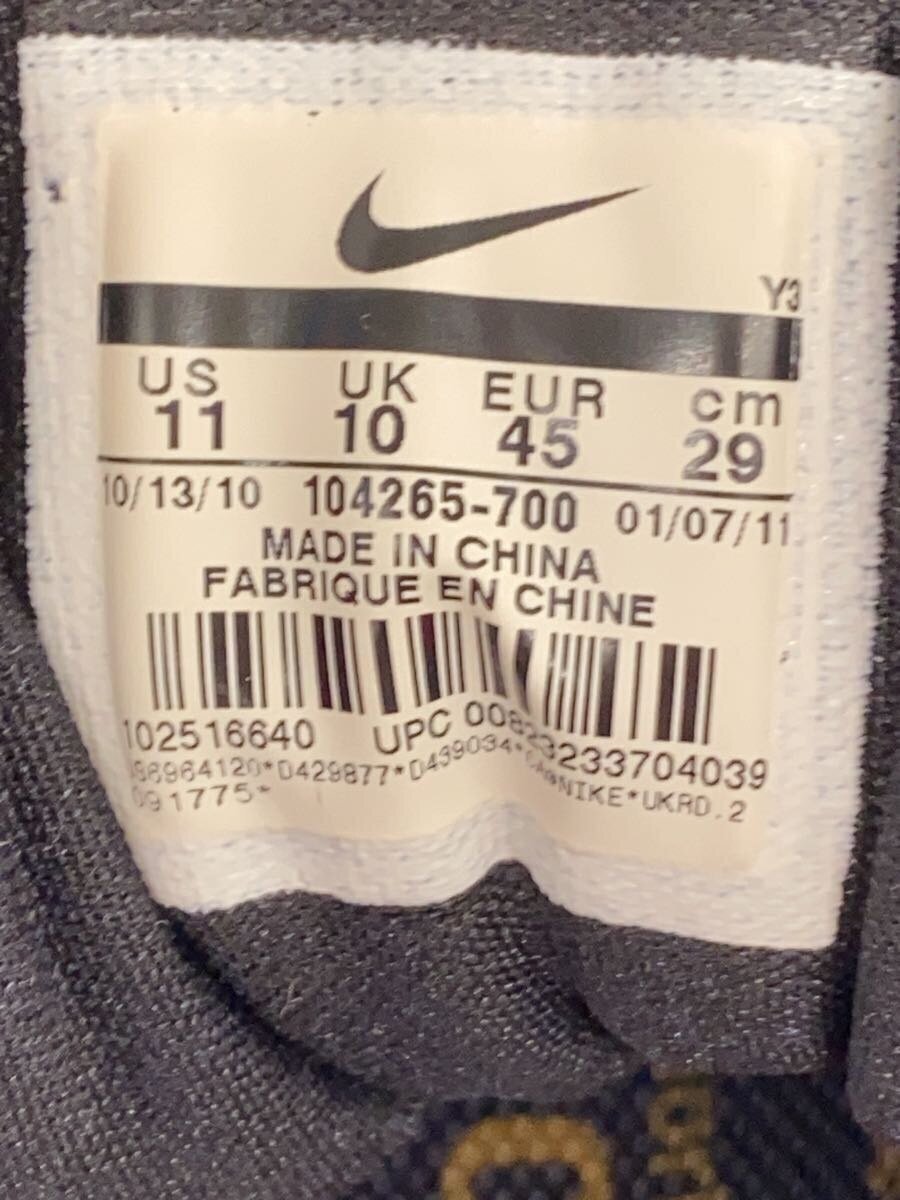 Y3
US UK EUR cm
11 10 45 29
10/13/10 104265-700 01/07/11
MADE IN CHINA
FABRIQUE EN CHINE
102516640 UPC 00823233704039
696964120*D429877*D439034* *UKRD.2
091775*